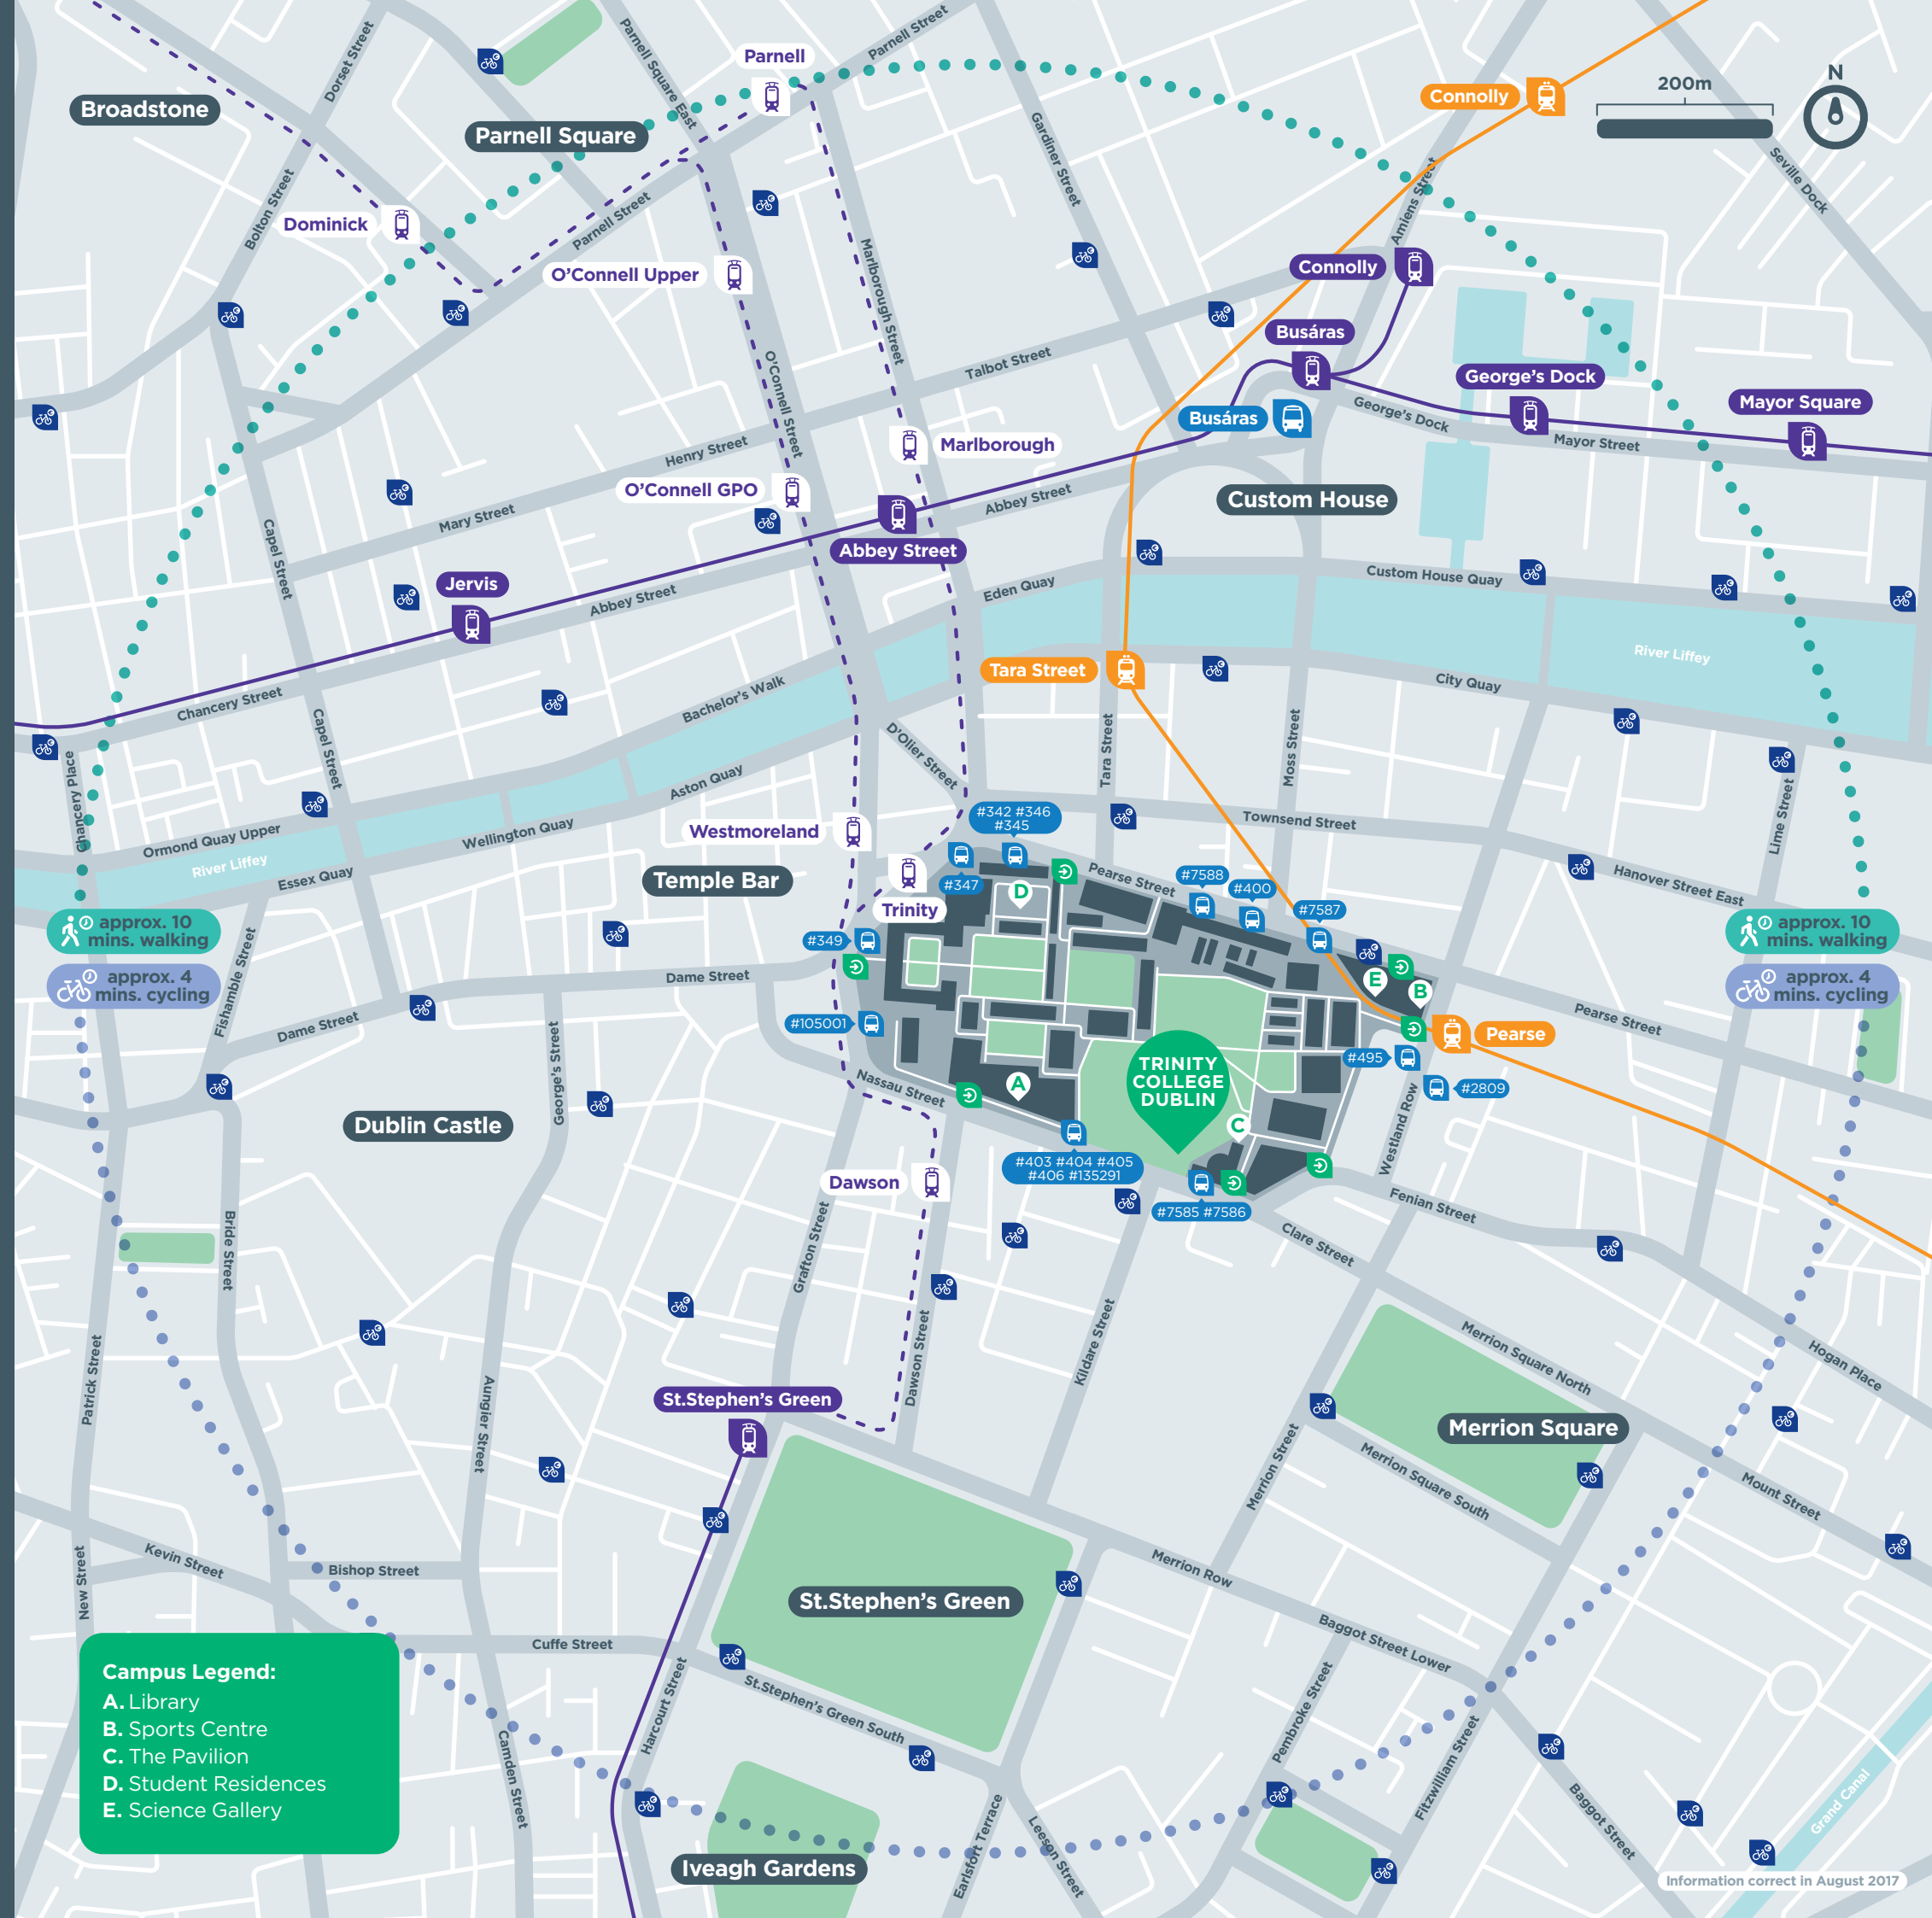 Parnell
Parnell Street
Parnell Square East
Dorset Street
Broadstone
Parnell Square
Connolly
200m
N
Gardiner Street
Seville Dock
Bolton Street
Dominick
Parnell Street
Amiens Street
O'Connell Upper
Marlborough Street
Connolly
Busáras
O'Connell Street
Talbot Street
George's Dock
Mayor Square
Busáras
George's Dock
Mayor Street
Henry Street
Marlborough
O'Connell GPO
Abbey Street
Custom House
Mary Street
Capel Street
Abbey Street
Jervis
Abbey Street
Eden Quay
Custom House Quay
River Liffey
Tara Street
City Quay
Chancery Street
Bachelor's Walk
Capel Street
D'Olier Street
Tara Street
Moss Street
Chancery Place
Aston Quay
Lime Street
Ormond Quay Upper
Wellington Quay
Westmoreland
#342 #346
#345
Townsend Street
River Liffey
Essex Quay
Temple Bar
#347
D
Pearse Street
#7588
#400
Hanover Street East
Trinity
#7587
approx. 10
mins. walking
approx. 10
mins. walking
#349
Fishamble Street
Dame Street
E
B
approx. 4
mins. cycling
approx. 4
mins. cycling
Dame Street
#105001
Pearse Street
Pearse
George's Street
#495
TRINITY
COLLEGE
DUBLIN
A
Nassau Street
#2809
Dublin Castle
C
Westland Row
#403 #404 #405
#406 #135291
Dawson
#7585 #7586
Fenian Street
Bride Street
Grafton Street
Clare Street
Dawson Street
Kildare Street
Merrion Square North
Hogan Place
Patrick Street
Aungier Street
St.Stephen's Green
Merrion Square
Merrion Street
Merrion Square South
Mount Street
Kevin Street
Bishop Street
New Street
Merrion Row
St.Stephen's Green
Cuffe Street
Baggot Street Lower
Harcourt Street
St.Stephen's Green South
Pembroke Street
Fitzwilliam Street
Camden Street
Campus Legend:
A. Library
B. Sports Centre
C. The Pavilion
D. Student Residences
E. Science Gallery
Iveagh Gardens
Earlsfort Terrace
Leeson Street
Baggot Street
Grand Canal
Information correct in August 2017